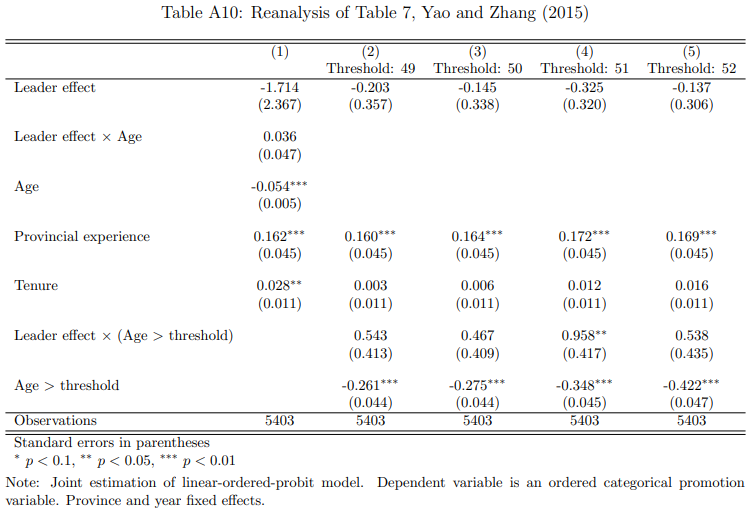 Table A10: Reanalysis of Table 7, Yao and Zhang (2015)
(1) (2) (3) (4) (5)
Threshold: 49 Threshold: 50 Threshold: 51 Threshold: 52
Leader effect -1.714 -0.203 -0.145 -0.325 -0.137
(2.367) (0.357) (0.338) (0.320) (0.306)
Leader effect × Age 0.036
(0.047)
Age -0.054***
(0.005)
Provincial experience 0.162*** 0.160*** 0.164*** 0.172*** 0.169***
(0.045) (0.045) (0.045) (0.045) (0.045)
Tenure 0.028** 0.003 0.006 0.012 0.016
(0.011) (0.011) (0.011) (0.011) (0.011)
Leader effect × (Age > threshold) 0.543 0.467 0.958** 0.538
(0.413) (0.409) (0.417) (0.435)
Age > threshold -0.261*** -0.275*** -0.348*** -0.422***
(0.044) (0.044) (0.045) (0.047)
Observations 5403 5403 5403 5403 5403
Standard errors in parentheses
* p < 0.1, ** p < 0.05, *** p < 0.01
Note: Joint estimation of linear-ordered-probit model. Dependent variable is an ordered categorical promotion
variable. Province and year fixed effects.